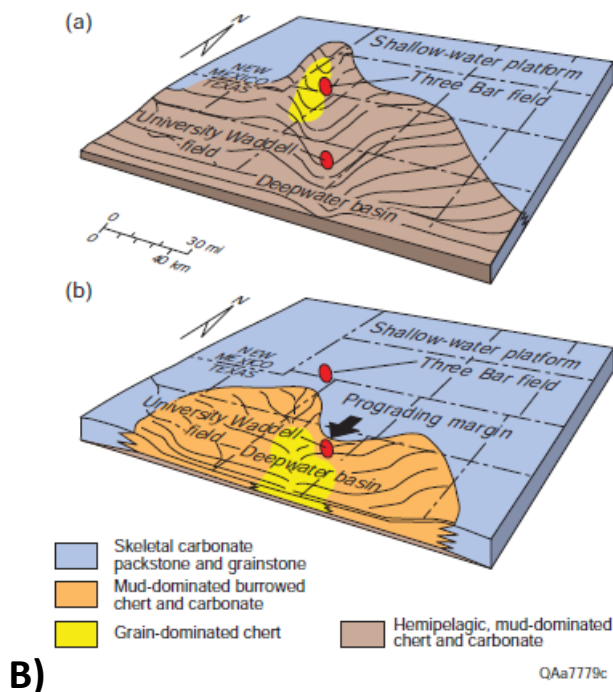 (a)
N
Shallow-water platform
NEW
MEXICO
TEXAS
Three Bar field
University Waddell
field
Deepwater basin
0
0
30 mi
40 km
(b)
N
Shallow-water platform
NEW
MEXICO
TEXAS
Three Bar field
Prograding margin
University Waddell
field
Deepwater basin
Skeletal carbonate
packstone and grainstone
Mud-dominated burrowed
chert and carbonate
Grain-dominated chert
Hemipelagic, mud-dominated
chert and carbonate
B)
QAa7779c